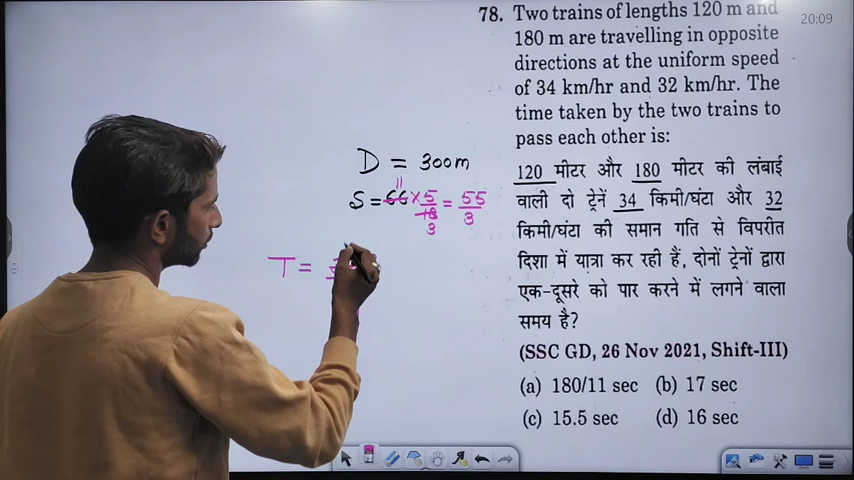 20:09
78. Two trains of lengths 120 m and
180 m are travelling in opposite
directions at the uniform speed
of 34 km/hr and 32 km/hr. The
time taken by the two trains to
pass each other is:
120 मीटर और 180 मीटर की लंबाई
वाली दो ट्रेनें 34 किमी/घंटा और 32
किमी/घंटा की समान गति से विपरीत
दिशा में यात्रा कर रही हैं, दोनों ट्रेनों द्वारा
एक-दूसरे को पार करने में लगने वाला
समय है?
(SSC GD, 26 Nov 2021, Shift-III)
(a) 180/11 sec (b) 17 sec
(c) 15.5 sec (d) 16 sec
D = 300m
11
S = 66 × 5/18 = 55/3
3
T =